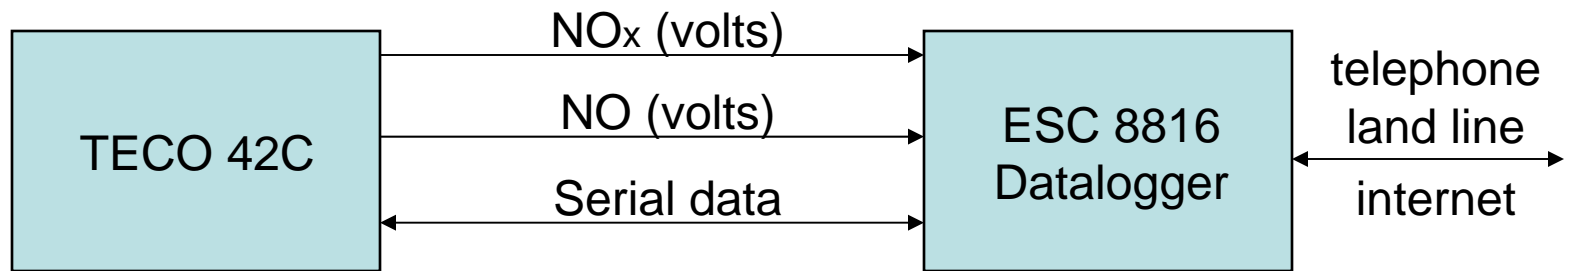 NOx (volts)
NO (volts)
Serial data
TECO 42C
ESC 8816
Datalogger
telephone
land line
internet